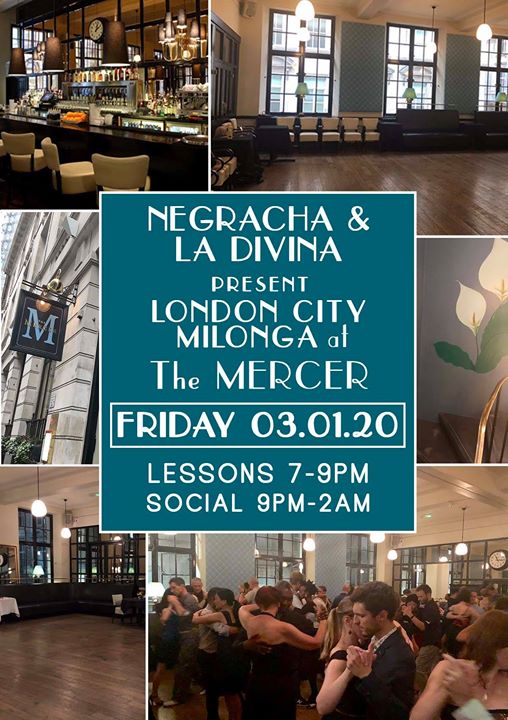 NEGRACHA &
LA DIVINA
PRESENT
LONDON CITY
MILONGA at
The MERCER
FRIDAY 03.01.20
LESSONS 7-9PM
SOCIAL 9PM-2AM
M